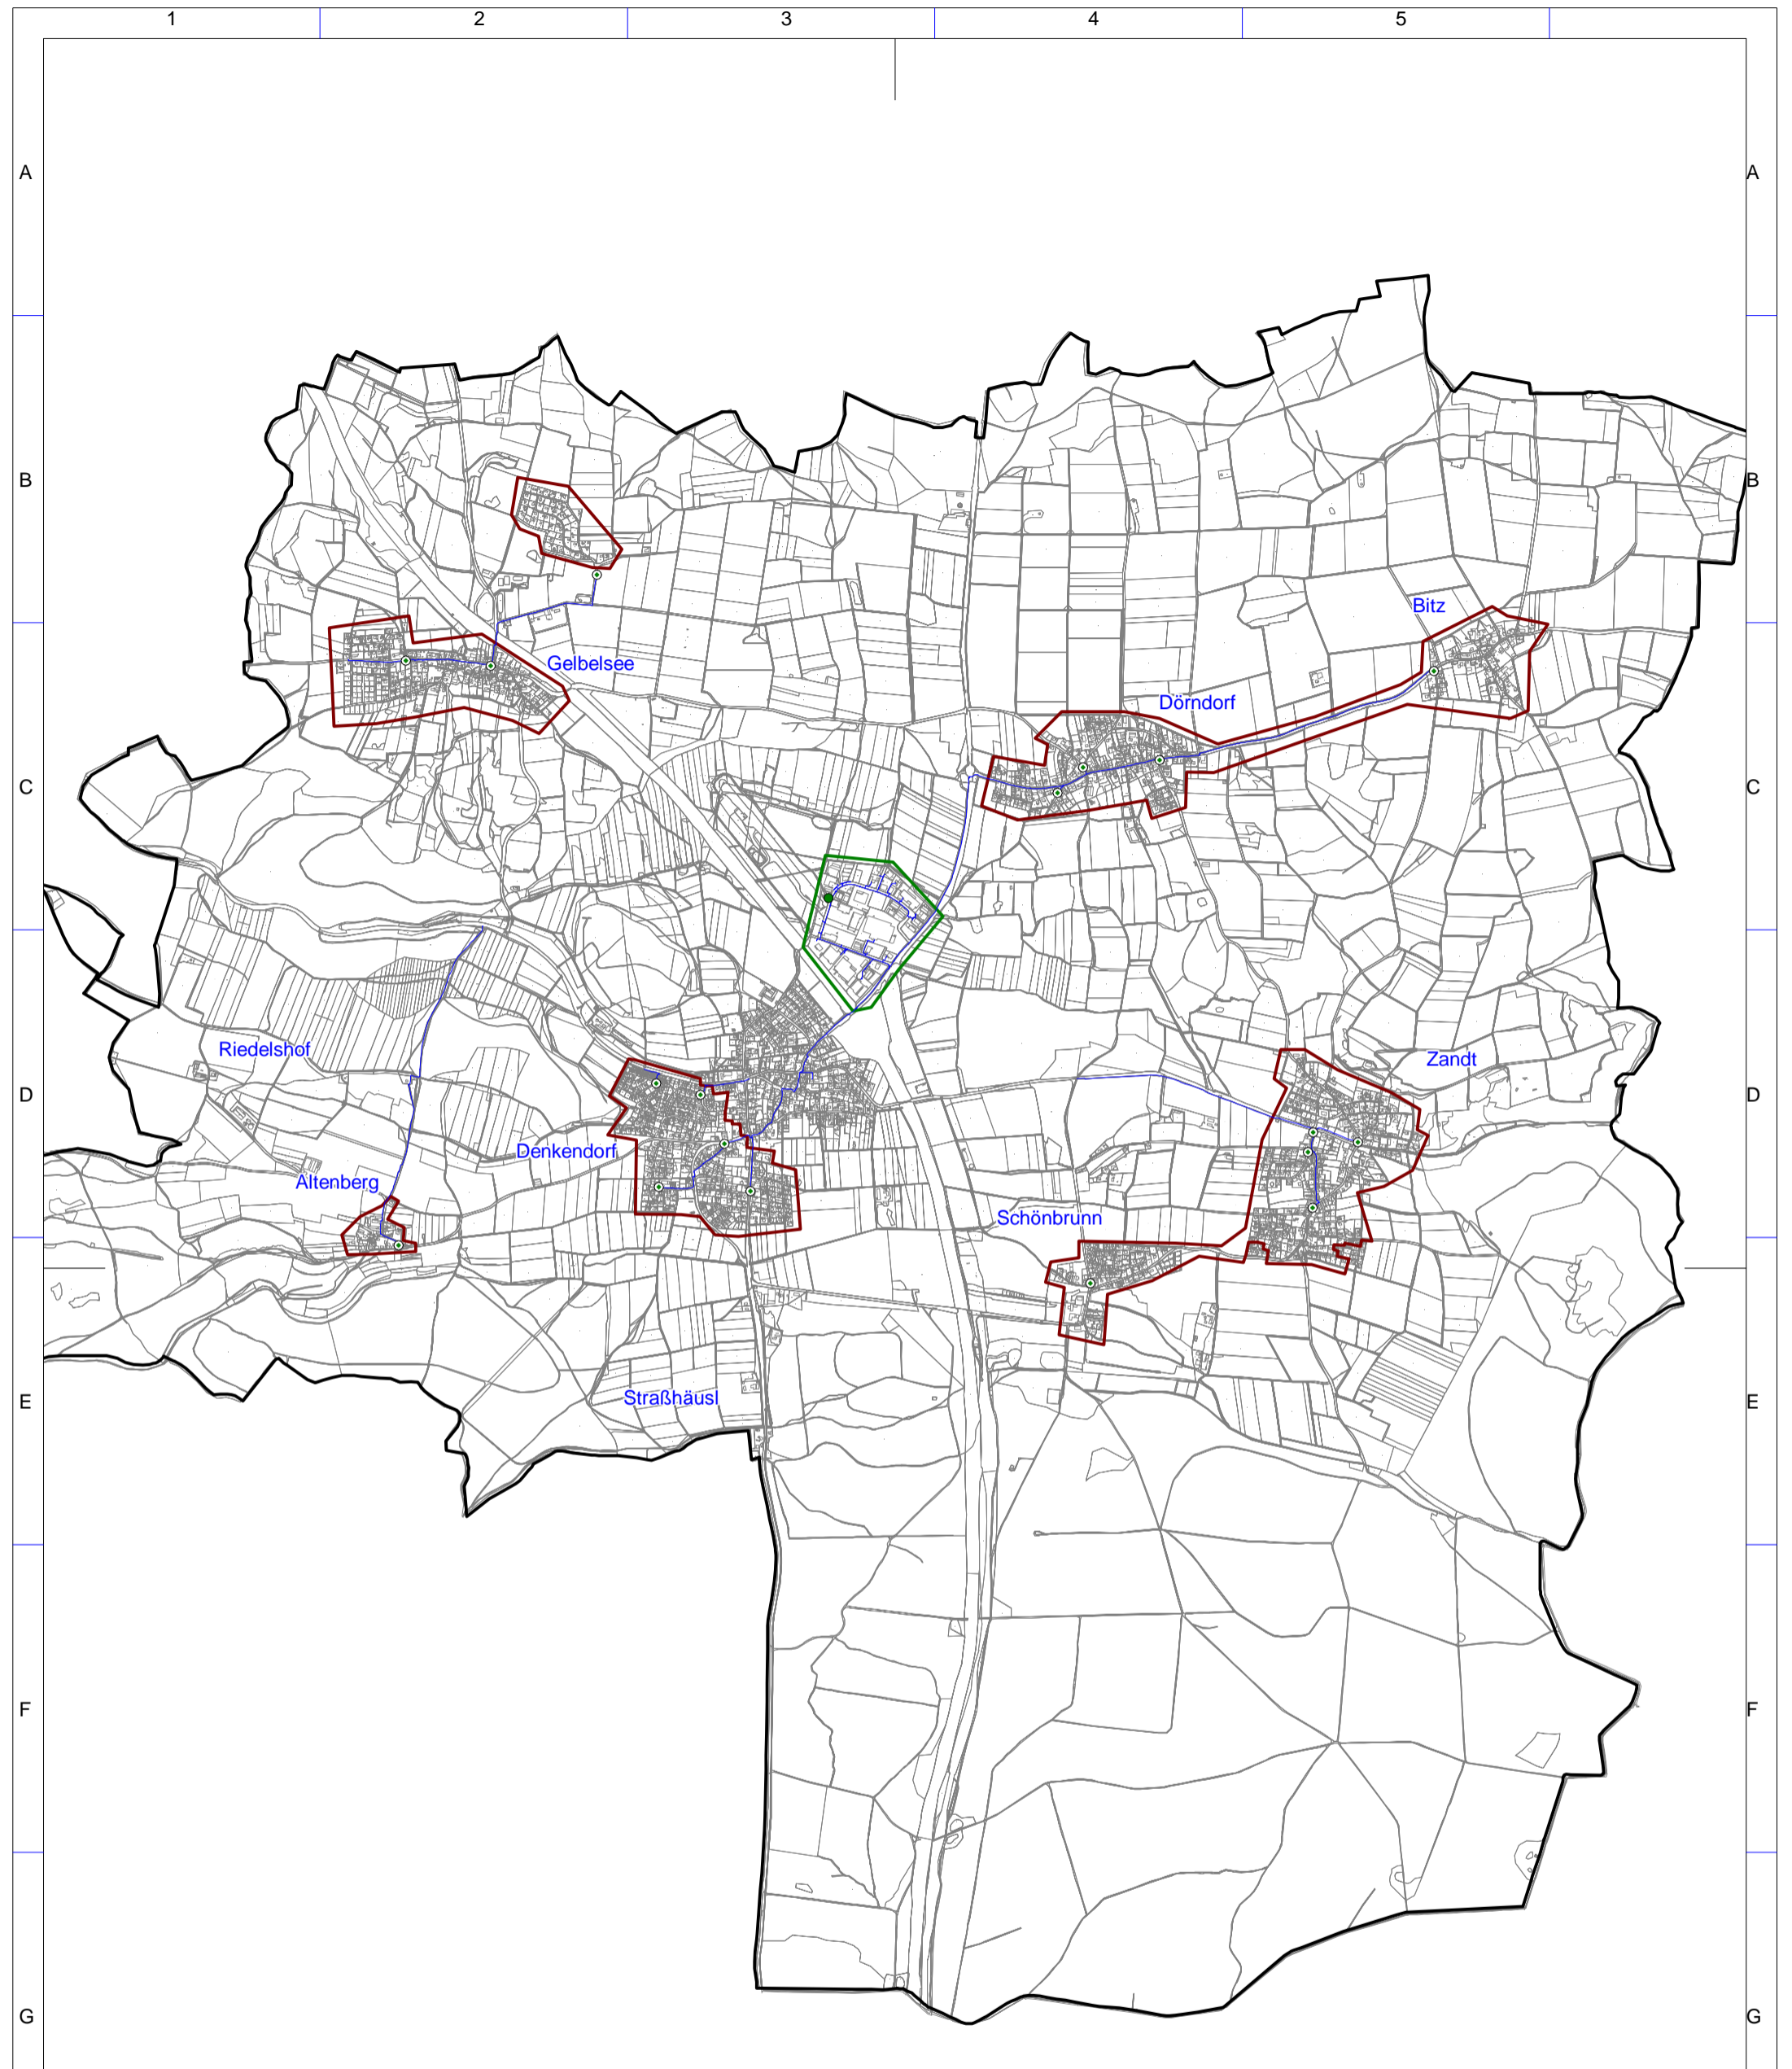 1 2 3 4 5
A A
B B
Bitz
Gelbelsee
Dörndorf
C C
Riedelshof
Zandt
D D
Denkendorf
Altenberg
Schönbrunn
Straßhäusl
E E
F F
G G